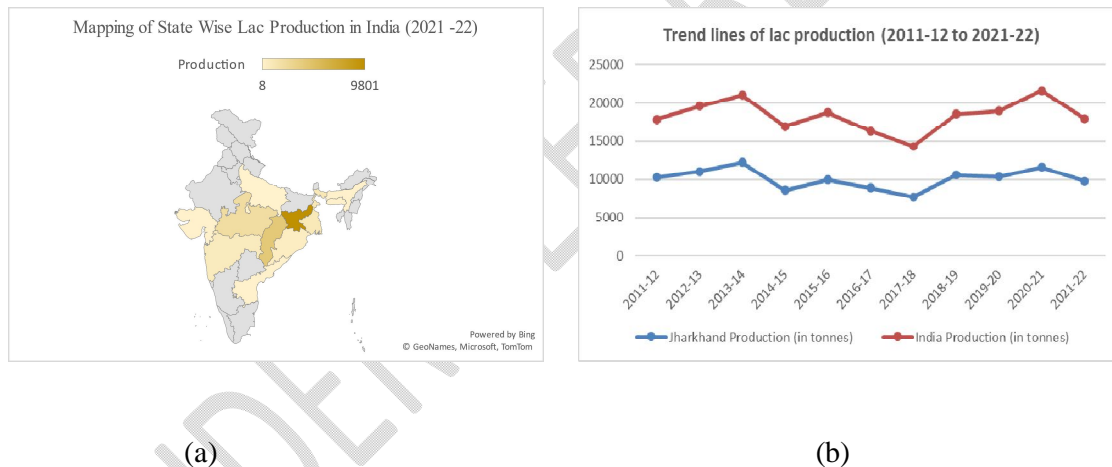 Mapping of State Wise Lac Production in India (2021 -22)
Production
8 9801
Powered by Bing
© GeoNames, Microsoft, TomTom
(a)
Trend lines of lac production (2011-12 to 2021-22)
25000
20000
15000
10000
5000
0
2011-12
2012-13
2013-14
2014-15
2015-16
2016-17
2017-18
2018-19
2019-20
2020-21
2021-22
Jharkhand Production (in tonnes) India Production (in tonnes)
(b)